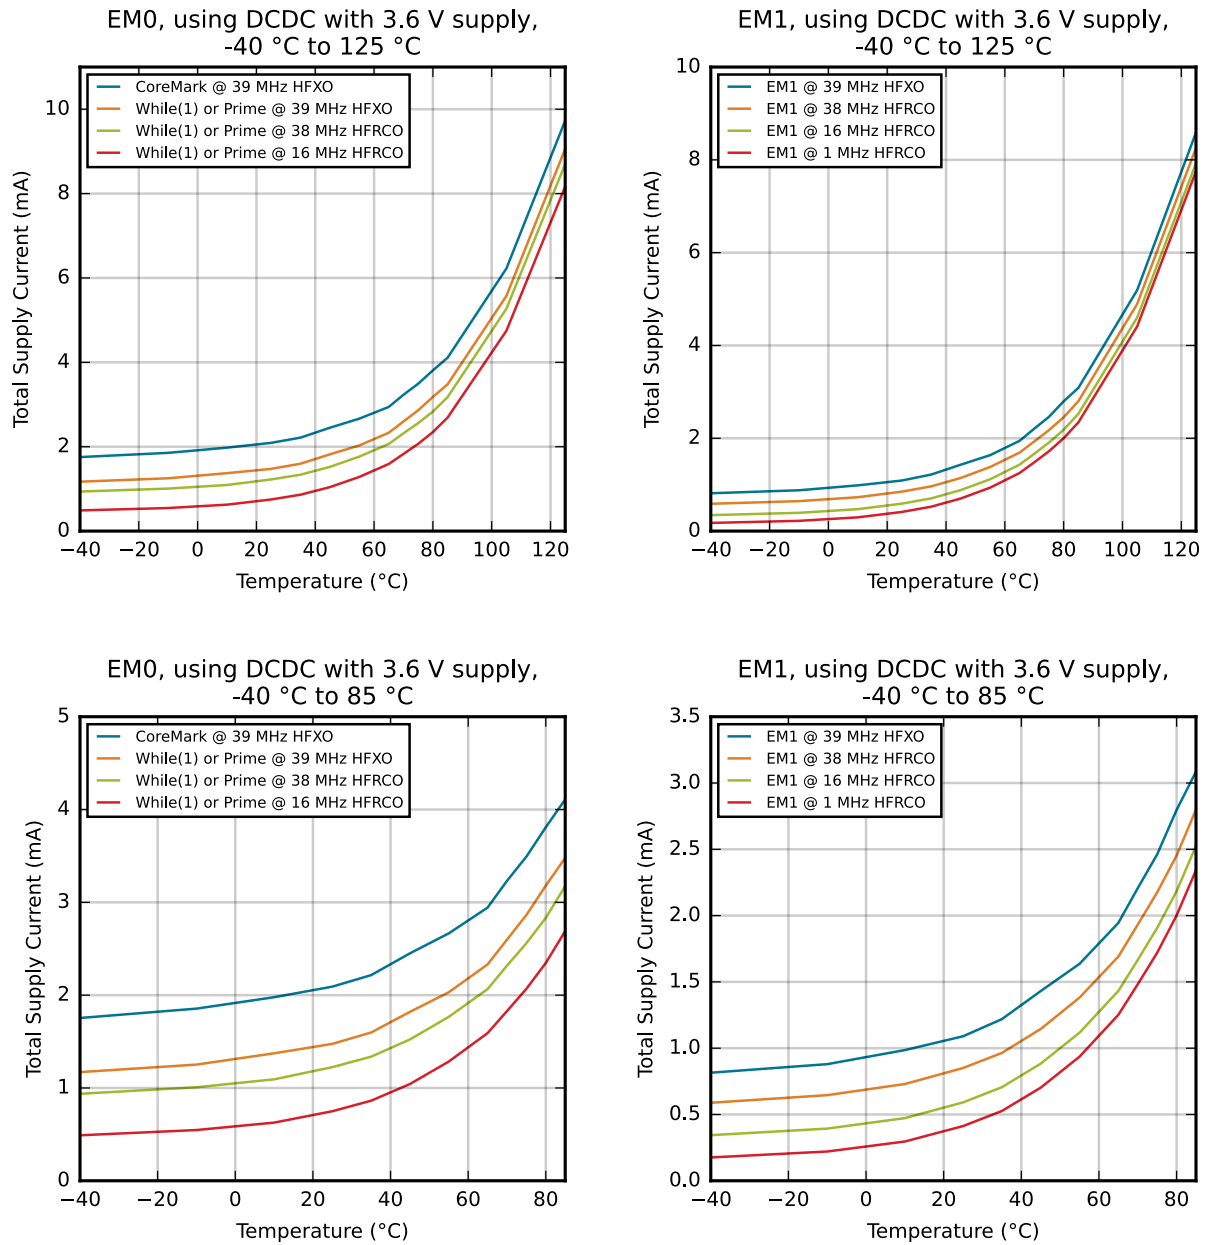 EM0, using DCDC with 3.6 V supply,
-40 °C to 125 °C
CoreMark @ 39 MHz HFXO
While(1) or Prime @ 39 MHz HFXO
While(1) or Prime @ 38 MHz HFRCO
While(1) or Prime @ 16 MHz HFRCO
Total Supply Current (mA)
10
8
6
4
2
0
−40 −20 0 20 40 60 80 100 120
Temperature (°C)
EM1, using DCDC with 3.6 V supply,
-40 °C to 125 °C
EM1 @ 39 MHz HFXO
EM1 @ 38 MHz HFRCO
EM1 @ 16 MHz HFRCO
EM1 @ 1 MHz HFRCO
Total Supply Current (mA)
10
8
6
4
2
0
−40 −20 0 20 40 60 80 100 120
Temperature (°C)
EM0, using DCDC with 3.6 V supply,
-40 °C to 85 °C
CoreMark @ 39 MHz HFXO
While(1) or Prime @ 39 MHz HFXO
While(1) or Prime @ 38 MHz HFRCO
While(1) or Prime @ 16 MHz HFRCO
Total Supply Current (mA)
5
4
3
2
1
0
−40 −20 0 20 40 60 80
Temperature (°C)
EM1, using DCDC with 3.6 V supply,
-40 °C to 85 °C
EM1 @ 39 MHz HFXO
EM1 @ 38 MHz HFRCO
EM1 @ 16 MHz HFRCO
EM1 @ 1 MHz HFRCO
Total Supply Current (mA)
3.5
3.0
2.5
2.0
1.5
1.0
0.5
0.0
−40 −20 0 20 40 60 80
Temperature (°C)